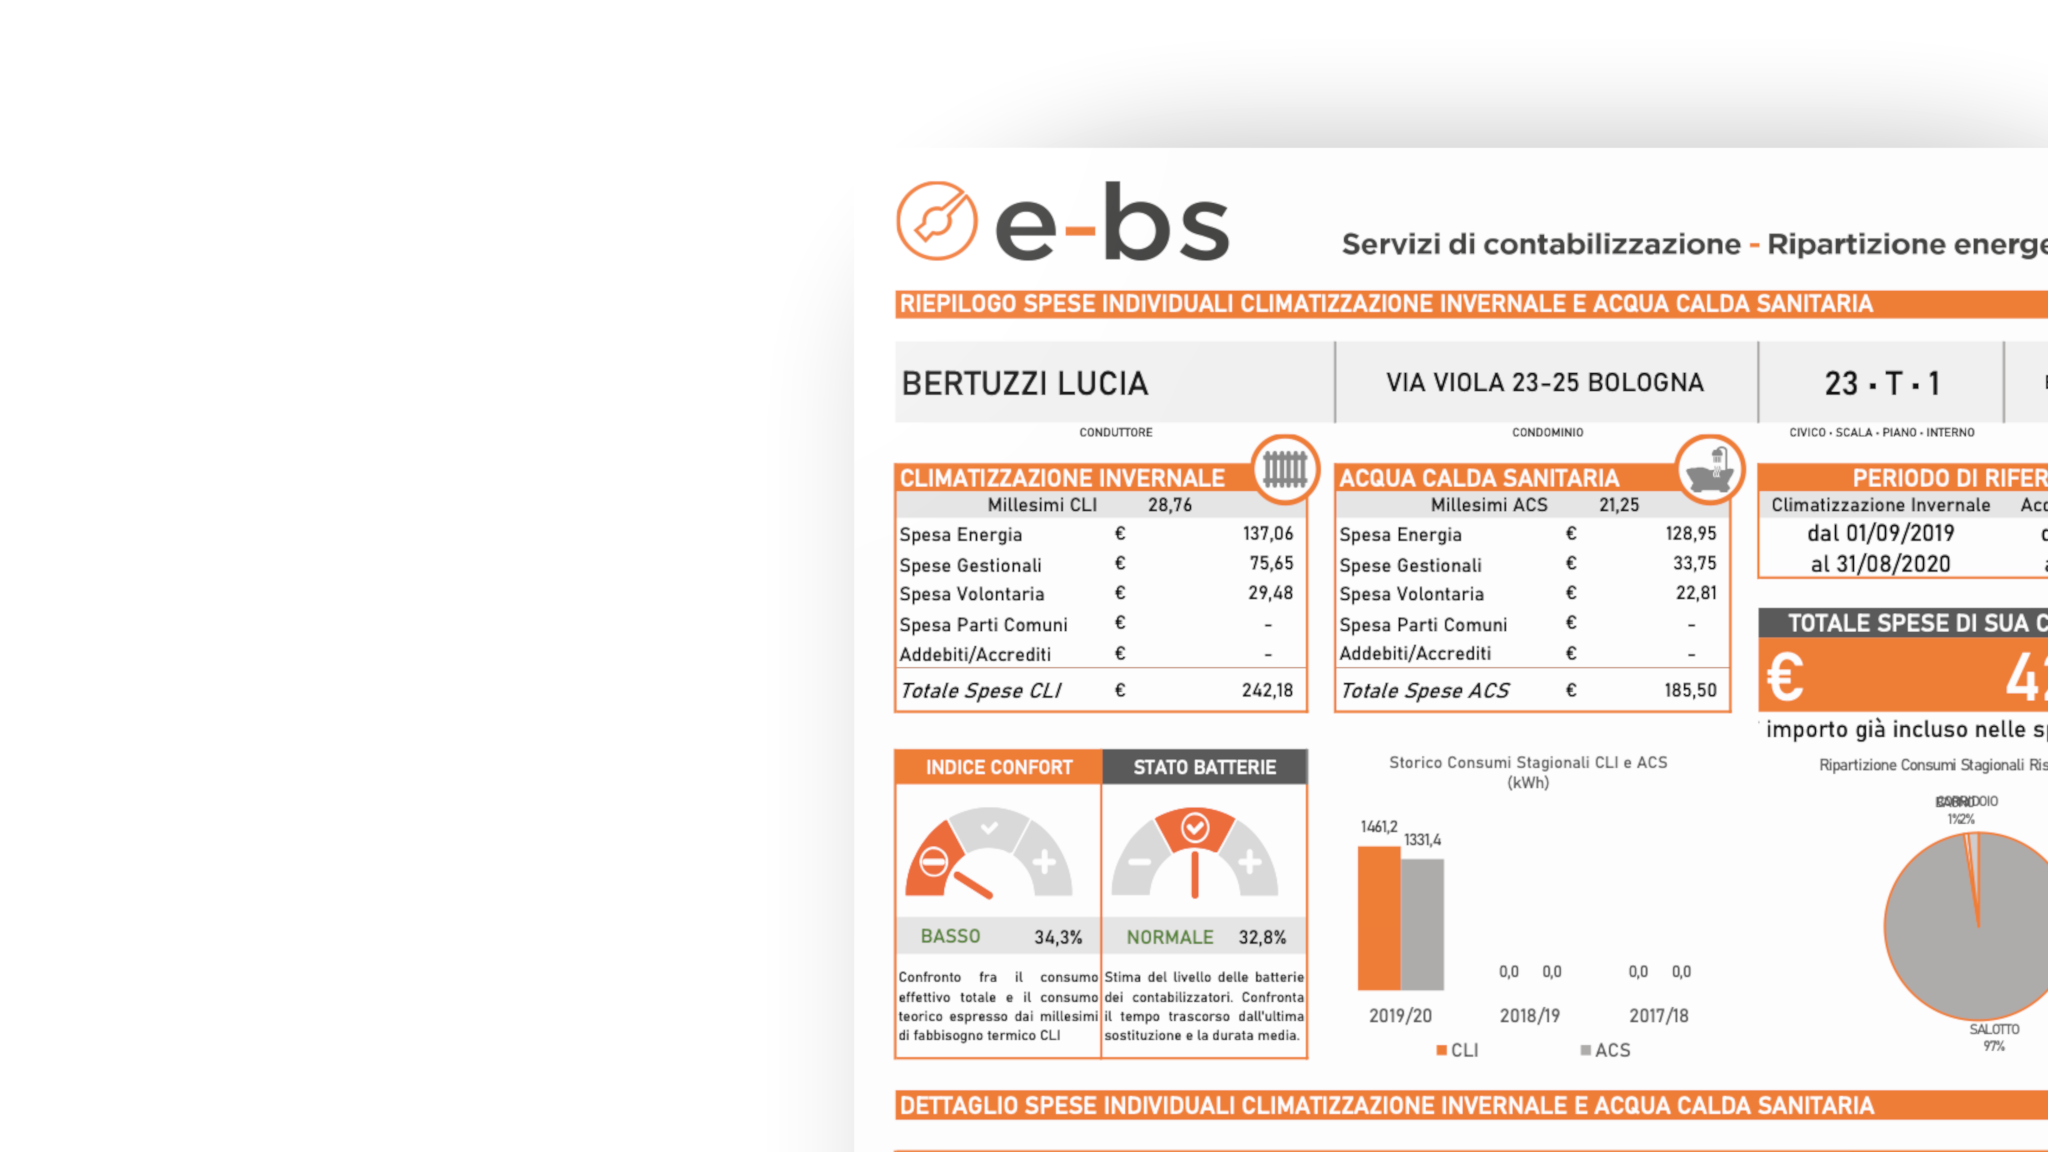 e-bs
Servizi di contabilizzazione - Ripartizione energe
RIEPILOGO SPESE INDIVIDUALI CLIMATIZZAZIONE INVERNALE E ACQUA CALDA SANITARIA
BERTUZZI LUCIA
VIA VIOLA 23-25 BOLOGNA
23 · T · 1
CONDUTTORE
CONDOMINIO
CIVICO · SCALA · PIANO · INTERNO
CLIMATIZZAZIONE INVERNALE
Millesimi CLI 28,76
Spesa Energia € 137,06
Spese Gestionali € 75,65
Spesa Volontaria € 29,48
Spesa Parti Comuni € -
Addebiti/Accrediti € -
Totale Spese CLI € 242,18
ACQUA CALDA SANITARIA
Millesimi ACS 21,25
Spesa Energia € 128,95
Spese Gestionali € 33,75
Spesa Volontaria € 22,81
Spesa Parti Comuni € -
Addebiti/Accrediti € -
Totale Spese ACS € 185,50
PERIODO DI RIFER
Climatizzazione Invernale Acc
dal 01/09/2019
al 31/08/2020
TOTALE SPESE DI SUA C
€ 42
importo già incluso nelle sp
INDICE CONFORT
BASSO 34,3%
Confronto fra il consumo
effettivo totale e il consumo
teorico espresso dai millesimi
di fabbisogno termico CLI
STATO BATTERIE
NORMALE 32,8%
Stima del livello delle batterie
dei contabilizzatori. Confronta
il tempo trascorso dall'ultima
sostituzione e la durata media.
Storico Consumi Stagionali CLI e ACS
(kWh)
1461,2
1331,4
0,0 0,0 0,0 0,0
2019/20 2018/19 2017/18
CLI ACS
Ripartizione Consumi Stagionali Ris
CORRIDOIO
1% 2%
SALOTTO
97%
DETTAGLIO SPESE INDIVIDUALI CLIMATIZZAZIONE INVERNALE E ACQUA CALDA SANITARIA